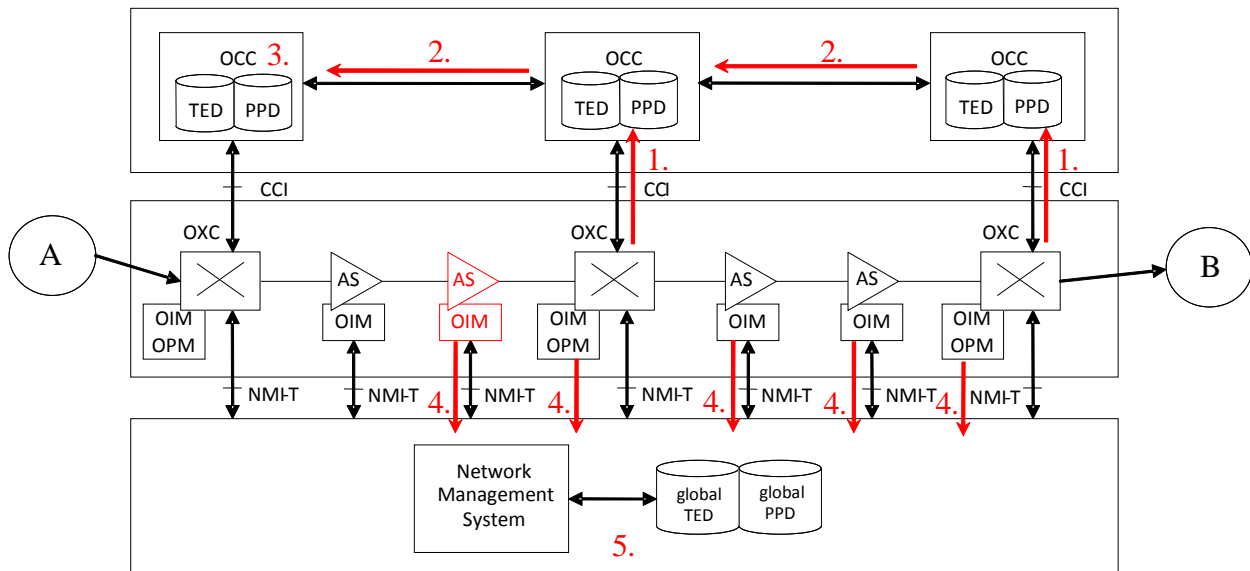 OCC 3. 2. OCC 2. OCC
TED PPD TED PPD TED PPD
1. 1.
CCI CCI CCI
OXC OXC OXC
A AS AS AS AS B
OIM OIM OIM OIM OIM OIM OIM
OPM OPM OPM
NMI-T NMI-T NMI-T NMI-T NMI-T NMI-T NMI-T
4. 4. 4. 4. 4.
Network
Management
System
global
TED
global
PPD
5.